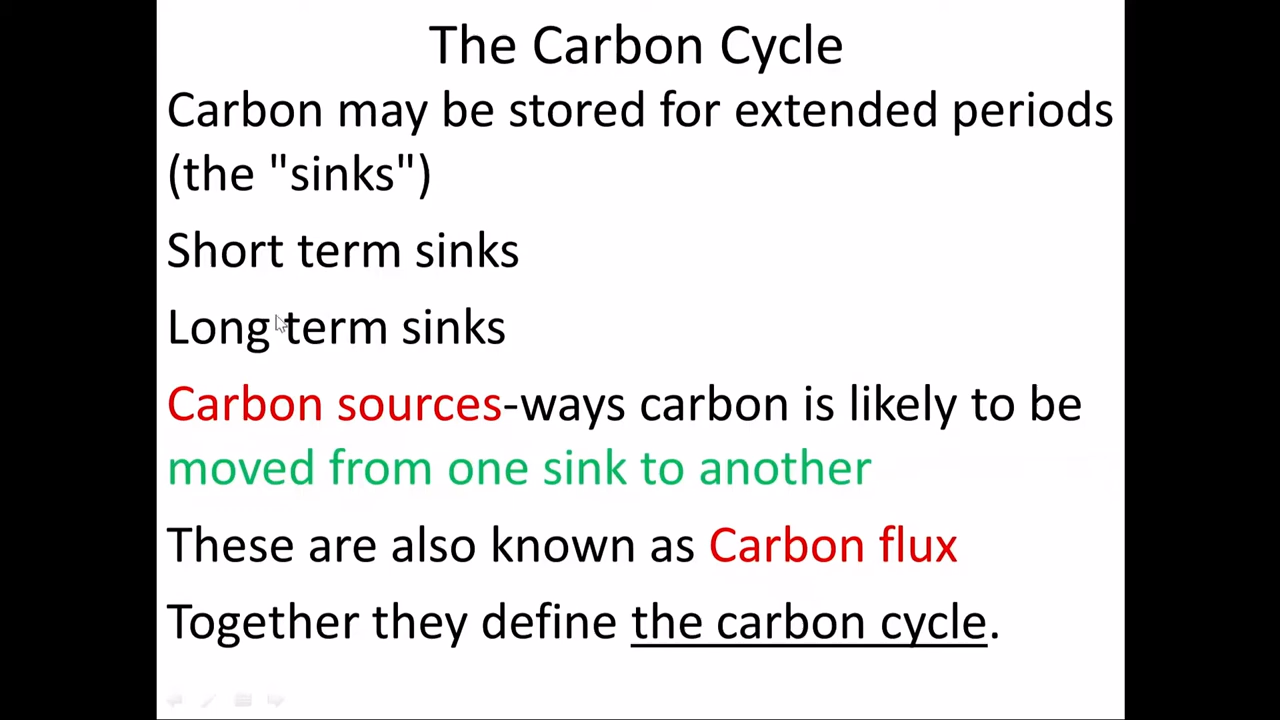 The Carbon Cycle
Carbon may be stored for extended periods
(the "sinks")
Short term sinks
Long term sinks
Carbon sources-ways carbon is likely to be
moved from one sink to another
These are also known as Carbon flux
Together they define the carbon cycle.